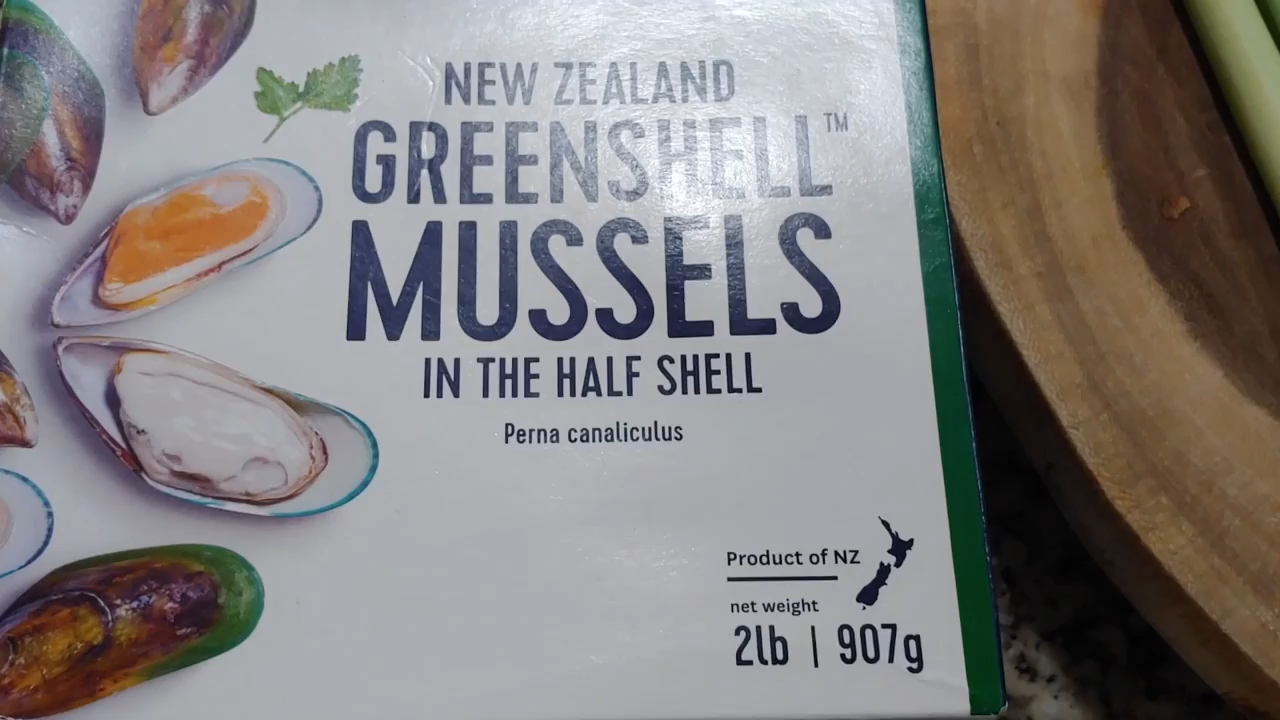 NEW ZEALAND
GREENSHELL™
MUSSELS
IN THE HALF SHELL
Perna canaliculus
Product of NZ
net weight
2lb | 907g